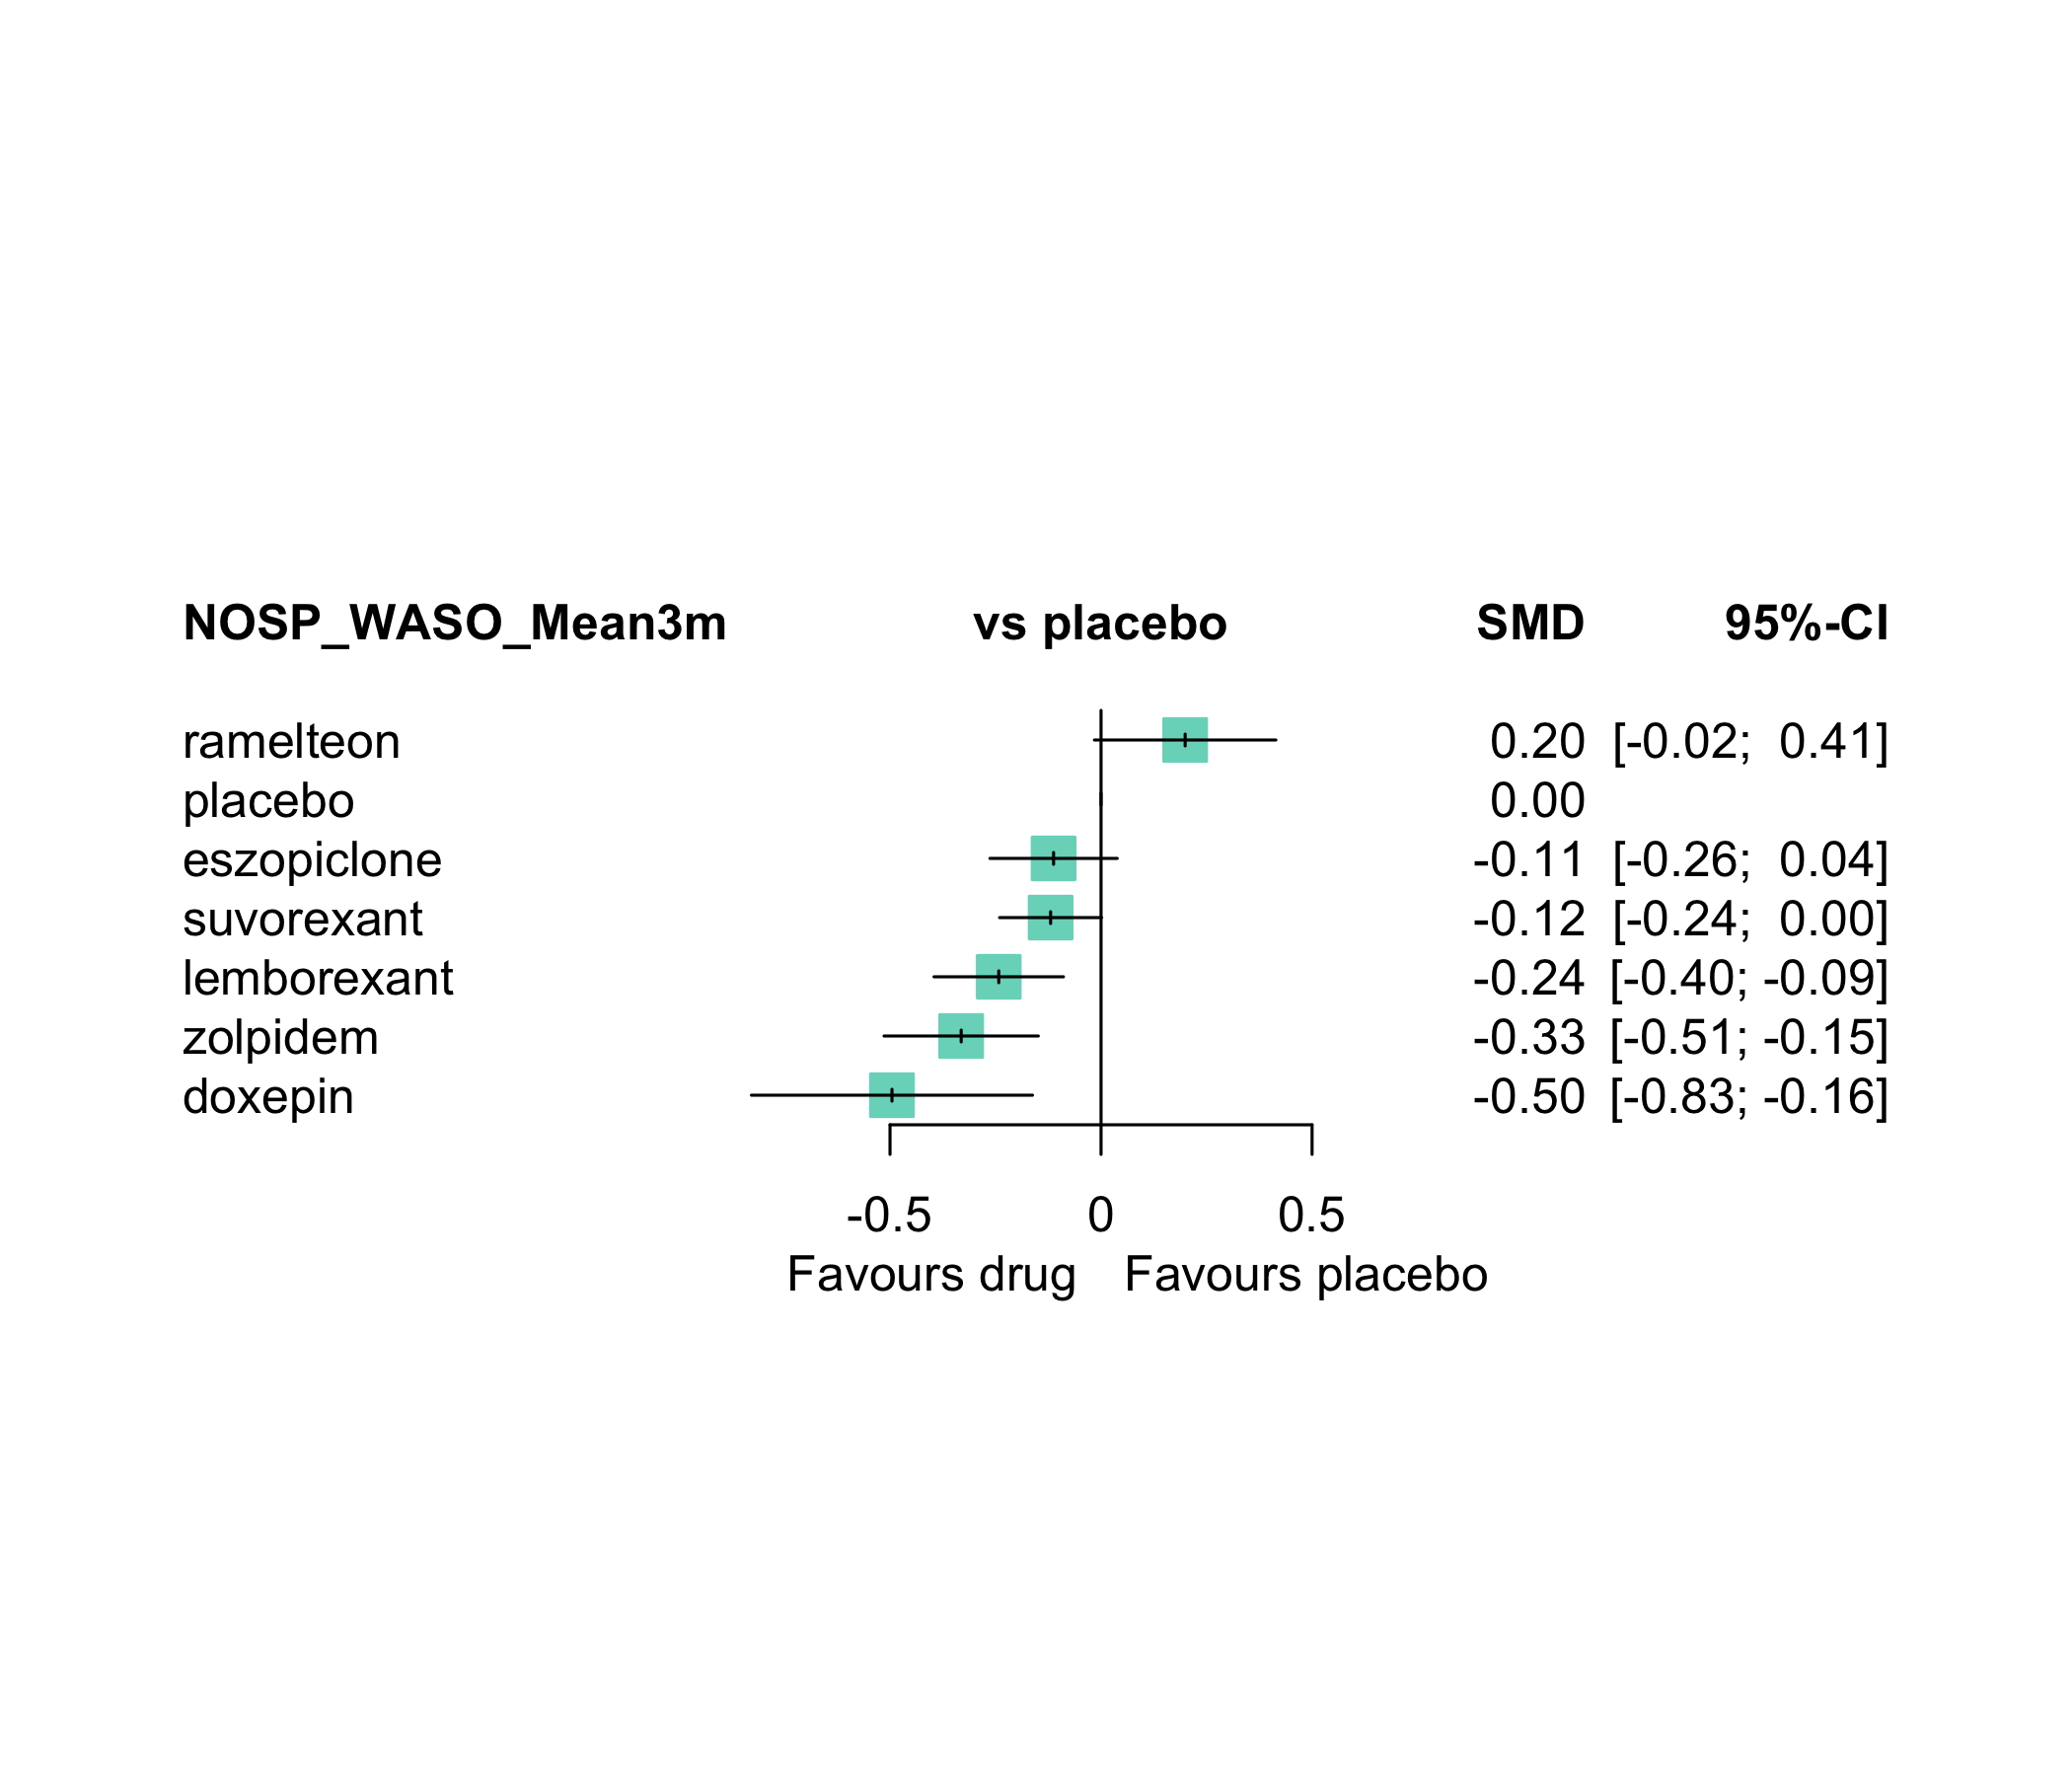 NOSP_WASO_Mean3m vs placebo SMD 95%-CI
ramelteon 0.20 [-0.02; 0.41]
placebo 0.00
eszopiclone -0.11 [-0.26; 0.04]
suvorexant -0.12 [-0.24; 0.00]
lemborexant -0.24 [-0.40; -0.09]
zolpidem -0.33 [-0.51; -0.15]
doxepin -0.50 [-0.83; -0.16]
-0.5 0 0.5
Favours drug Favours placebo